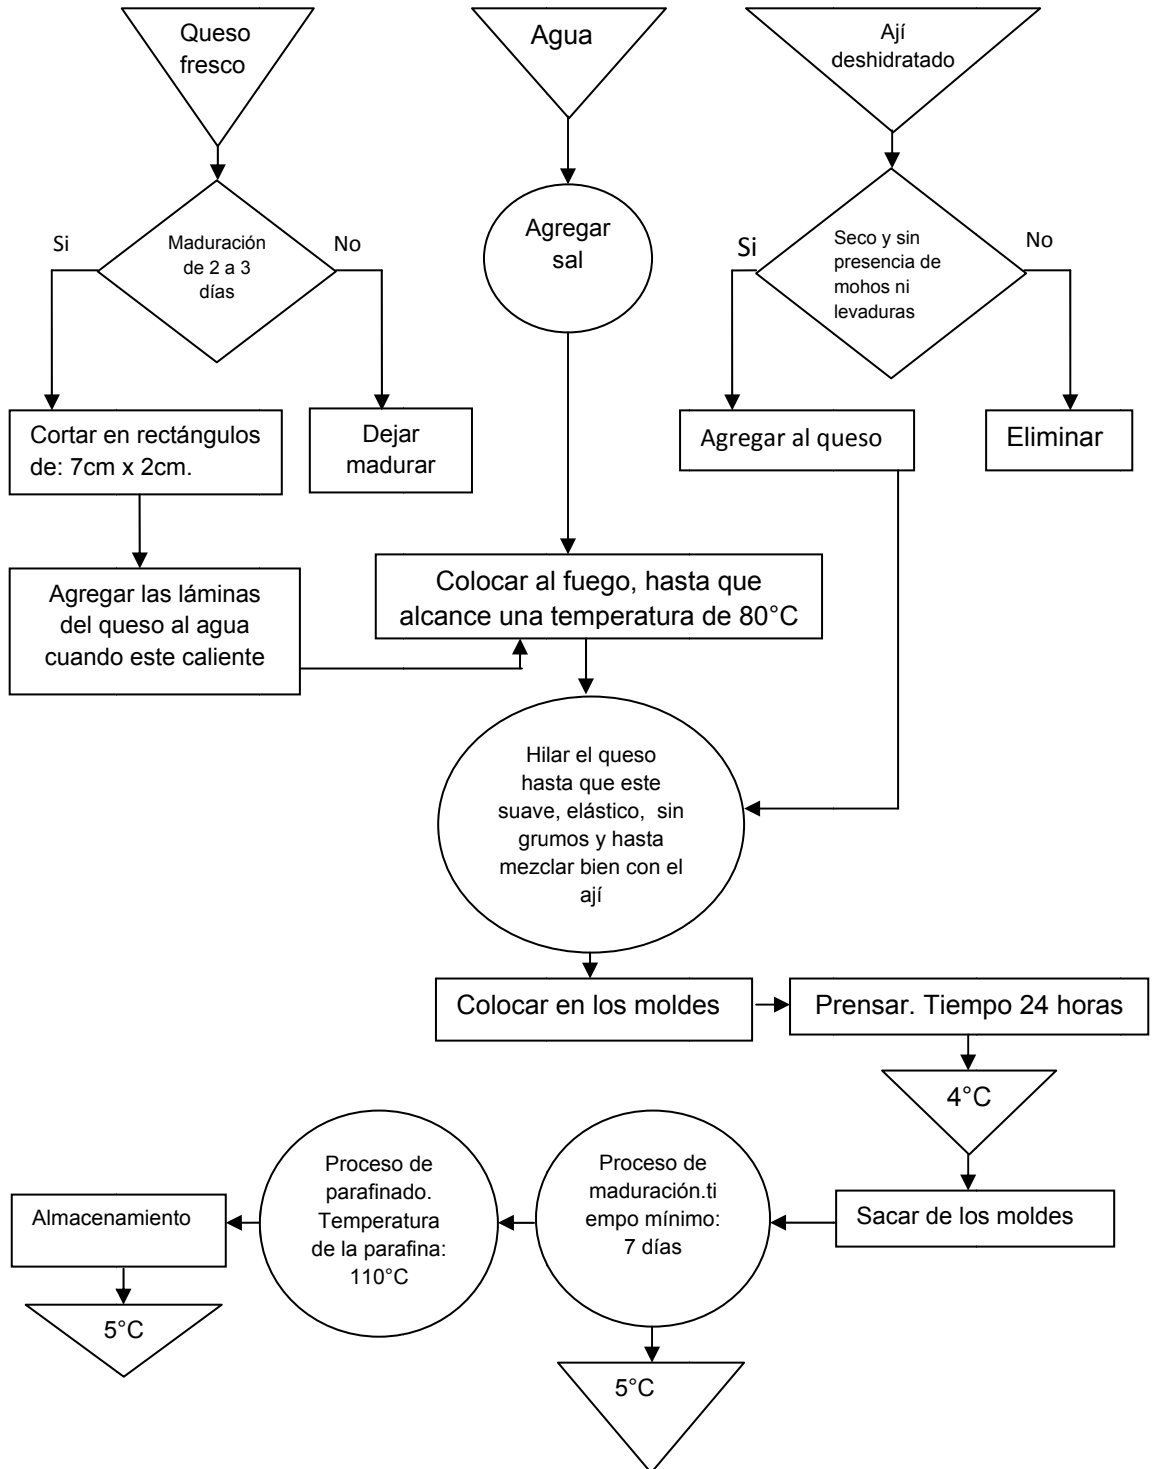 Queso
fresco
Agua
Ají
deshidratado
Si
Maduración
de 2 a 3
días
No
Agregar
sal
Si
Seco y sin
presencia de
mohos ni
levaduras
No
Cortar en rectángulos
de: 7cm x 2cm.
Dejar
madurar
Agregar al queso
Eliminar
Agregar las láminas
del queso al agua
cuando este caliente
Colocar al fuego, hasta que
alcance una temperatura de 80°C
Hilar el queso
hasta que este
suave, elástico, sin
grumos y hasta
mezclar bien con el
ají
Colocar en los moldes
Prensar. Tiempo 24 horas
4°C
Sacar de los moldes
Proceso de
maduración.ti
empo mínimo:
7 días
Proceso de
parafinado.
Temperatura
de la parafina:
110°C
Almacenamiento
5°C
5°C